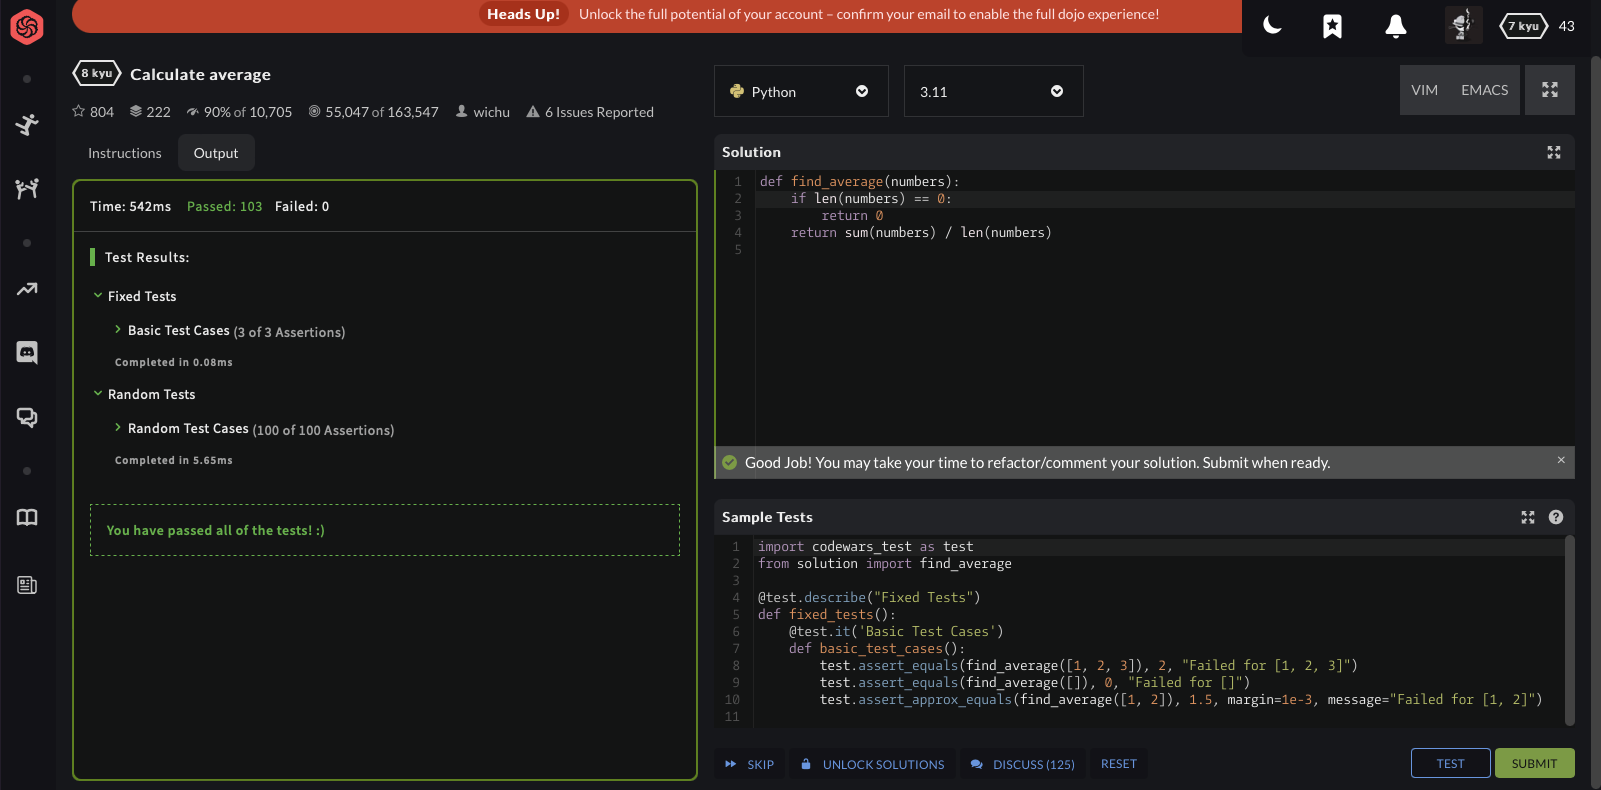 Heads Up! Unlock the full potential of your account – confirm your email to enable the full dojo experience!
7 kyu 43
8 kyu Calculate average
804 222 90% of 10,705 55,047 of 163,547 wichu 6 Issues Reported
Instructions Output
Time: 542ms Passed: 103 Failed: 0
Test Results:
Fixed Tests
Basic Test Cases (3 of 3 Assertions)
Completed in 0.08ms
Random Tests
Random Test Cases (100 of 100 Assertions)
Completed in 5.65ms
You have passed all of the tests! :)
Python 3.11 VIM EMACS
Solution
1 def find_average(numbers):
2     if len(numbers) == 0:
3         return 0
4     return sum(numbers) / len(numbers)
5
Good Job! You may take your time to refactor/comment your solution. Submit when ready. ×
Sample Tests ?
1 import codewars_test as test
2 from solution import find_average
3
4 @test.describe("Fixed Tests")
5 def fixed_tests():
6     @test.it('Basic Test Cases')
7     def basic_test_cases():
8         test.assert_equals(find_average([1, 2, 3]), 2, "Failed for [1, 2, 3]")
9         test.assert_equals(find_average([]), 0, "Failed for []")
10         test.assert_approx_equals(find_average([1, 2]), 1.5, margin=1e-3, message="Failed for [1, 2]")
11
SKIP UNLOCK SOLUTIONS DISCUSS (125) RESET TEST SUBMIT